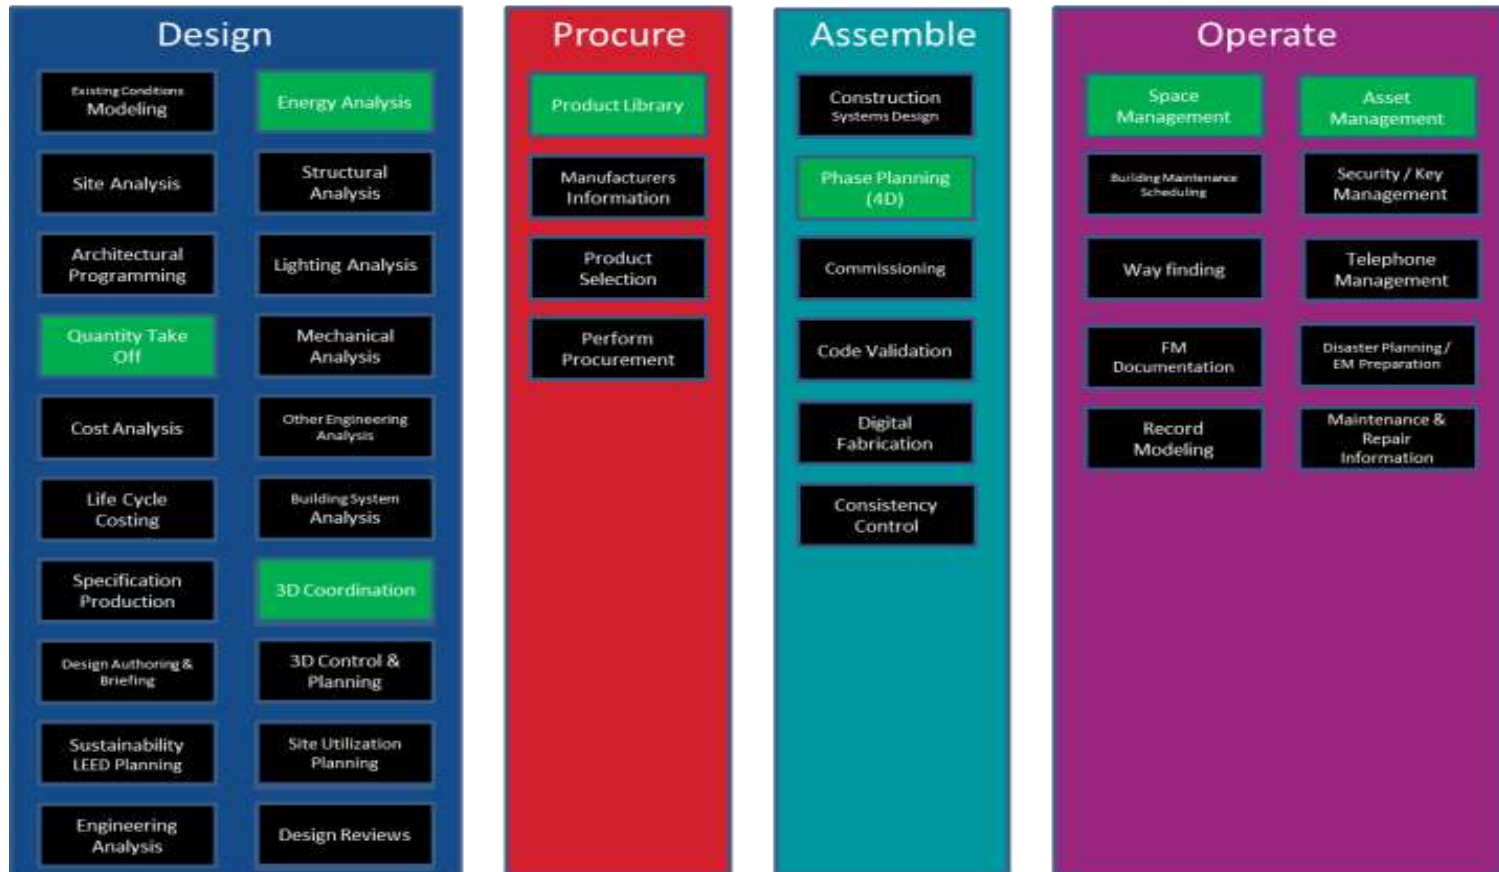 Design
Existing Conditions
Modeling
Site Analysis
Architectural
Programming
Quantity Take
Off
Cost Analysis
Life Cycle
Costing
Specification
Production
Design Authoring &
Briefing
Sustainability
LEED Planning
Engineering
Analysis
Energy Analysis
Structural
Analysis
Lighting Analysis
Mechanical
Analysis
Other Engineering
Analysis
Building System
Analysis
3D Coordination
3D Control &
Planning
Site Utilization
Planning
Design Reviews
Procure
Product Library
Manufacturers
Information
Product
Selection
Perform
Procurement
Assemble
Construction
Systems Design
Phase Planning
(4D)
Commissioning
Code Validation
Digital
Fabrication
Consistency
Control
Operate
Space
Management
Building Maintenance
Scheduling
Way finding
FM
Documentation
Record
Modeling
Asset
Management
Security / Key
Management
Telephone
Management
Disaster Planning /
EM Preparation
Maintenance &
Repair
Information